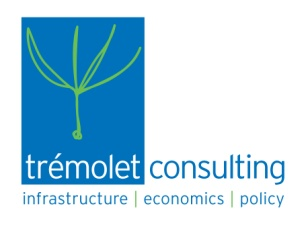 trémolet consulting
infrastructure | economics | policy